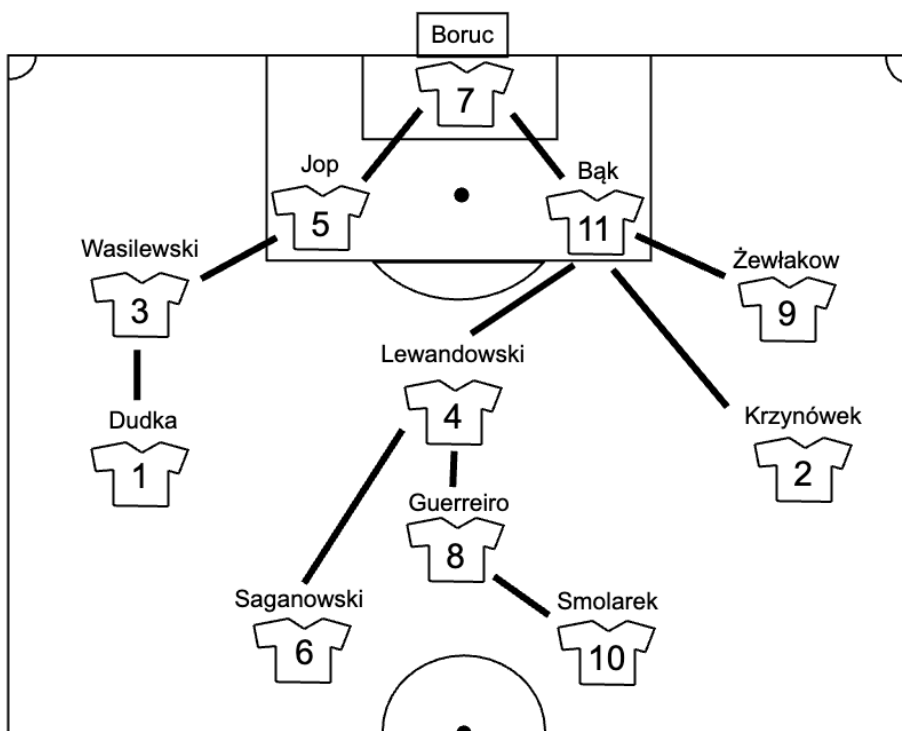 Boruc
7
Jop
5
Bąk
11
Wasilewski
3
Żewłakow
9
Lewandowski
4
Dudka
1
Krzynówek
2
Guerreiro
8
Saganowski
6
Smolarek
10